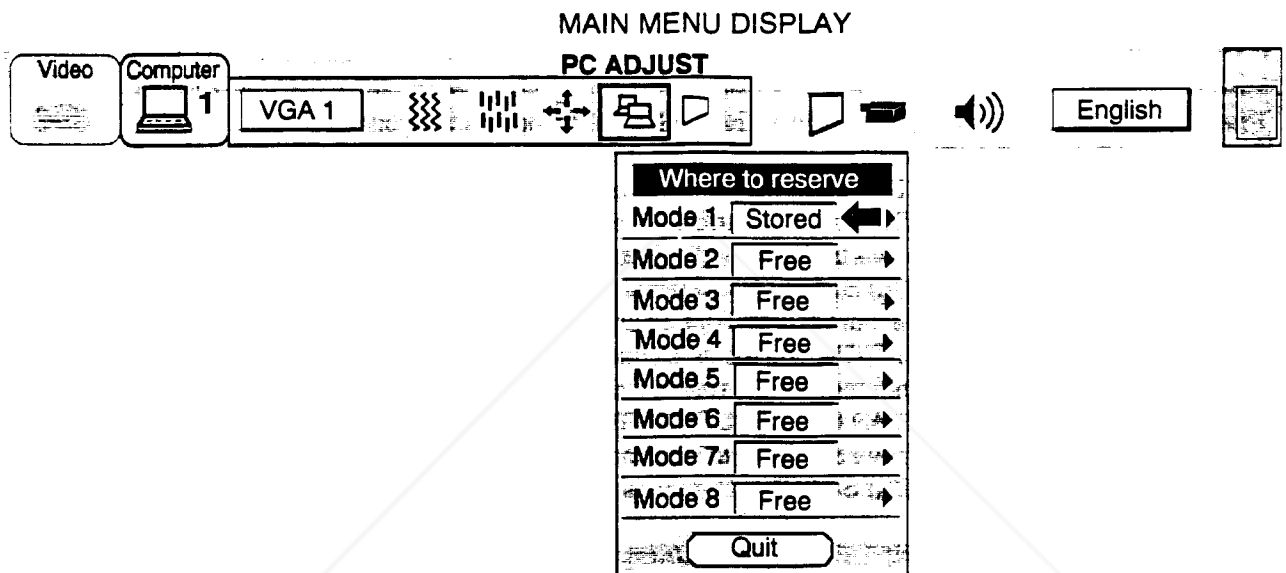 MAIN MENU DISPLAY
PC ADJUST
Video
Computer
1
VGA 1
English
Where to reserve
Mode 1 Stored
Mode 2 Free
Mode 3 Free
Mode 4 Free
Mode 5 Free
Mode 6 Free
Mode 7 Free
Mode 8 Free
Quit